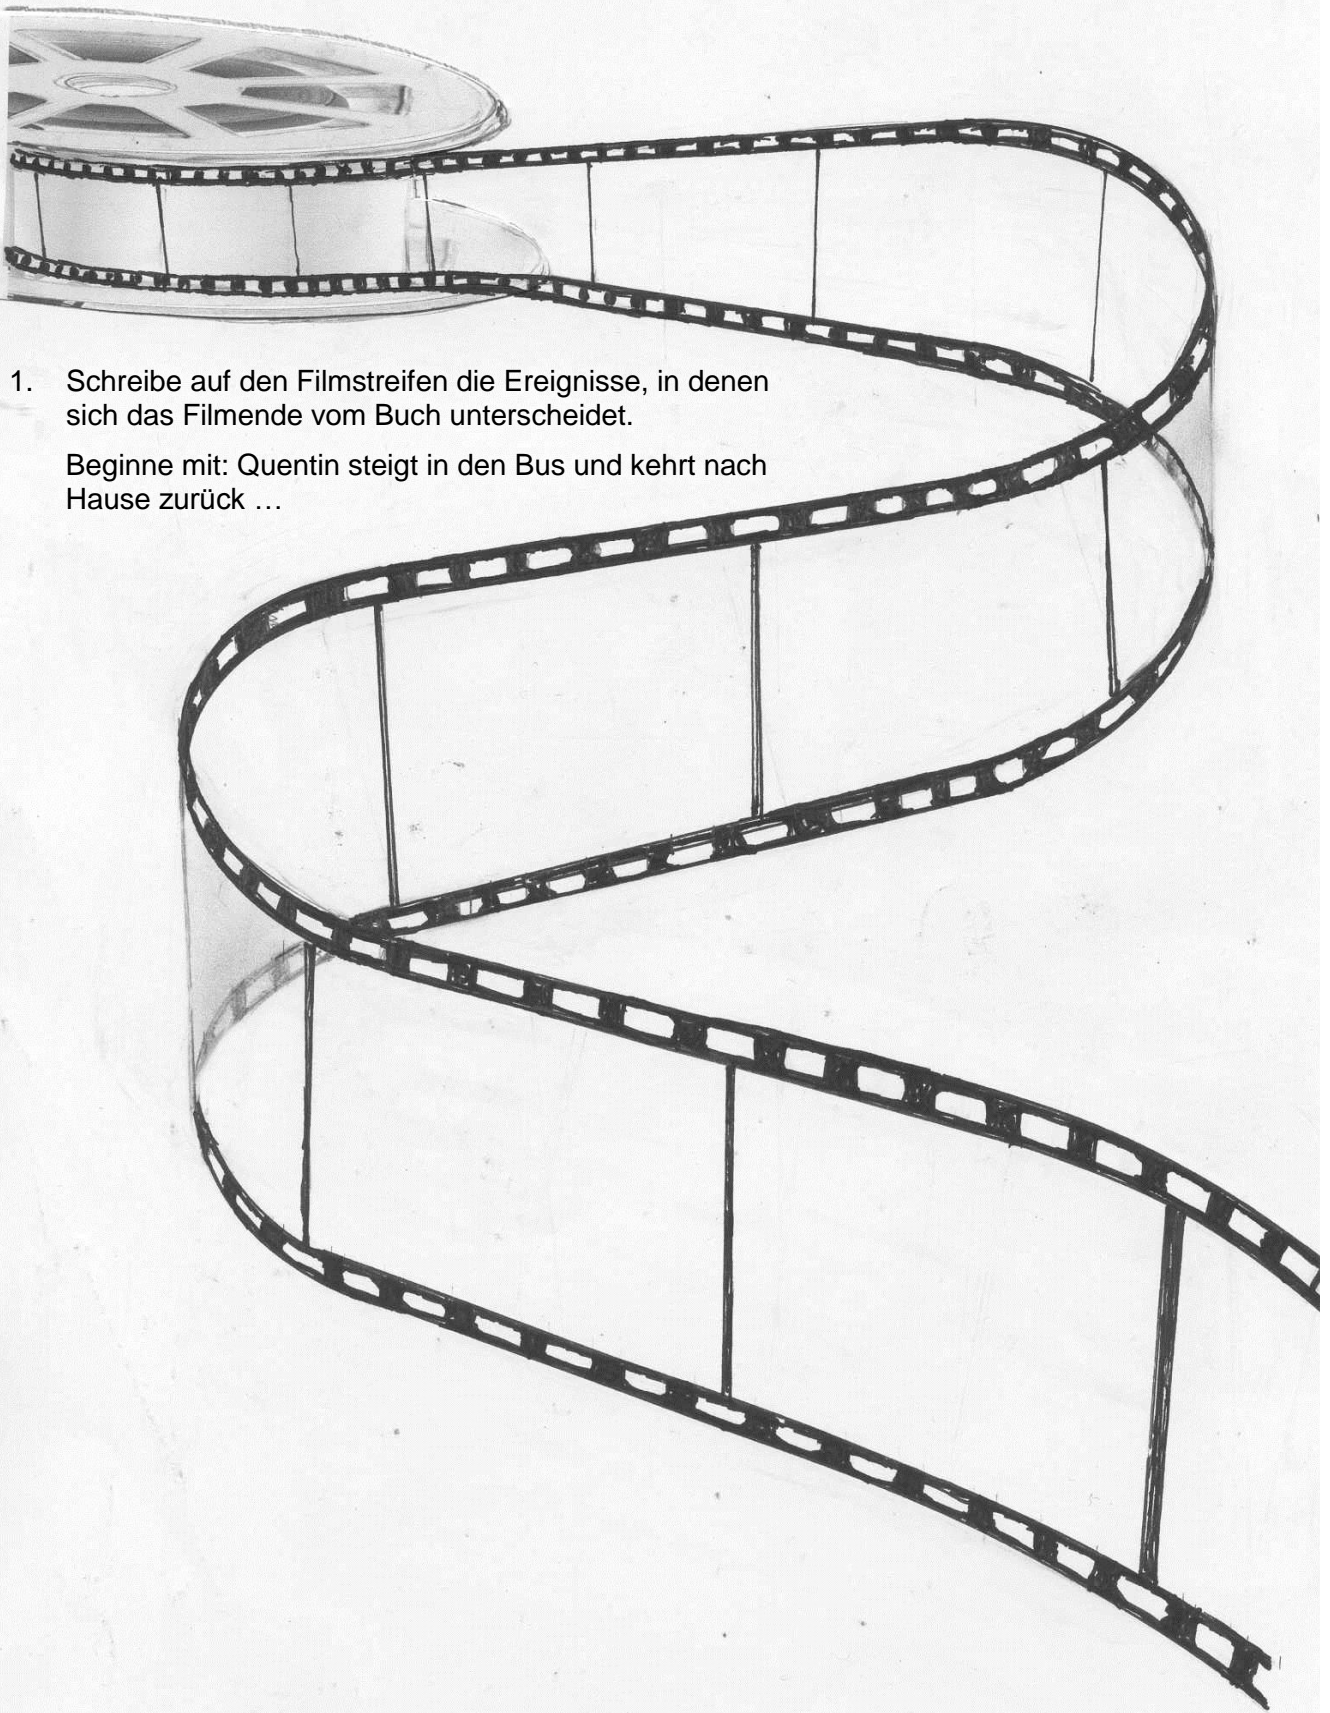 1. Schreibe auf den Filmstreifen die Ereignisse, in denen
sich das Filmende vom Buch unterscheidet.
Beginne mit: Quentin steigt in den Bus und kehrt nach
Hause zurück …